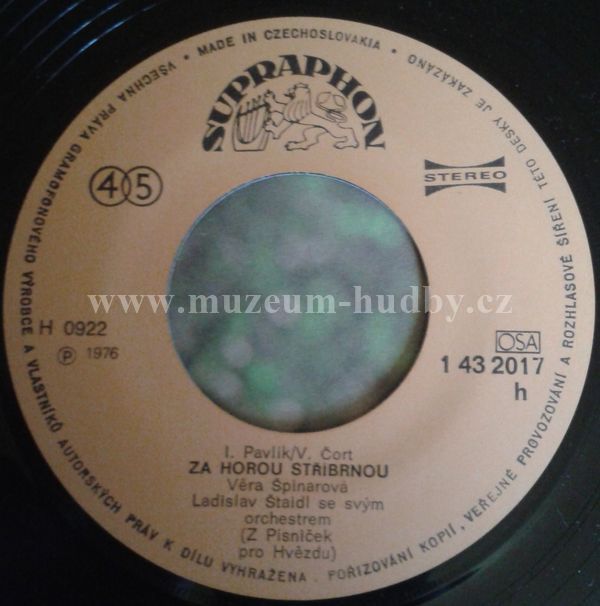 VŠECHNA PRÁVA GRAMOFONOVÉHO VÝROBCE A VLASTNÍKŮ AUTORSKÝCH PRÁV K DÍLU VYHRAŽENA . POŘIZOVÁNÍ KOPIÍ, VEŘEJNÉ PROVOZOVÁNÍ A ROZHLASOVÉ ŠÍŘENÍ TÉTO DESKY JE ZAKÁZÁNO • MADE IN CZECHOSLOVAKIA •
SUPRAPHON
45
STEREO
www.muzeum-hudby.cz
H 0922
OSA
Ⓟ 1976
1 43 2017
h
I. Pavlík/V. Čort
ZA HOROU STŘÍBRNOU
Věra Špinarová
Ladislav Štaidl se svým
orchestrem
(Z Písniček
pro Hvězdu)